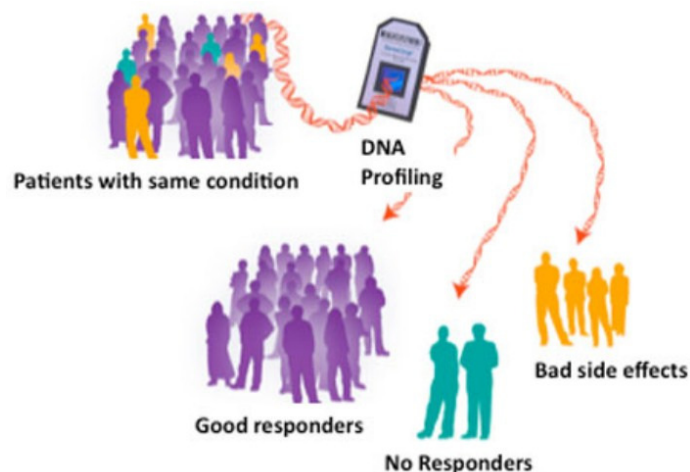 Patients with same condition
DNA
Profiling
Good responders
No Responders
Bad side effects